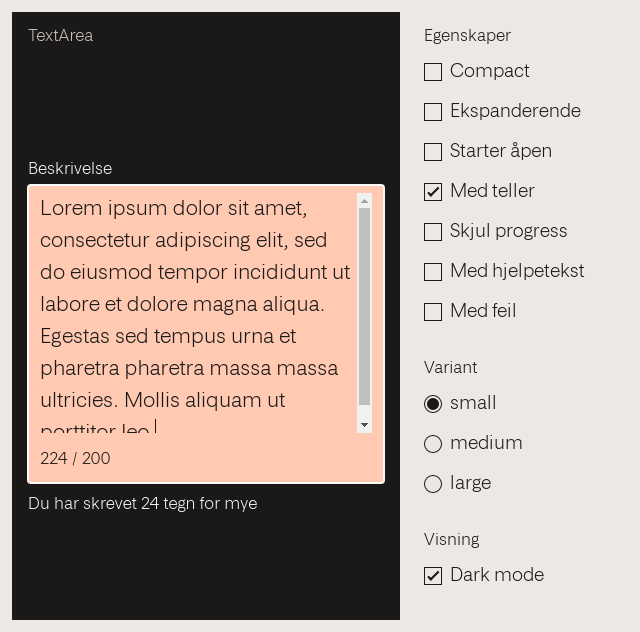 TextArea
Beskrivelse
Lorem ipsum dolor sit amet,
consectetur adipiscing elit, sed
do eiusmod tempor incididunt ut
labore et dolore magna aliqua.
Egestas sed tempus urna et
pharetra pharetra massa massa
ultricies. Mollis aliquam ut
porttitor leo.
224 / 200
Du har skrevet 24 tegn for mye
Egenskaper
Compact
Ekspanderende
Starter åpen
Med teller
Skjul progress
Med hjelpetekst
Med feil
Variant
small
medium
large
Visning
Dark mode